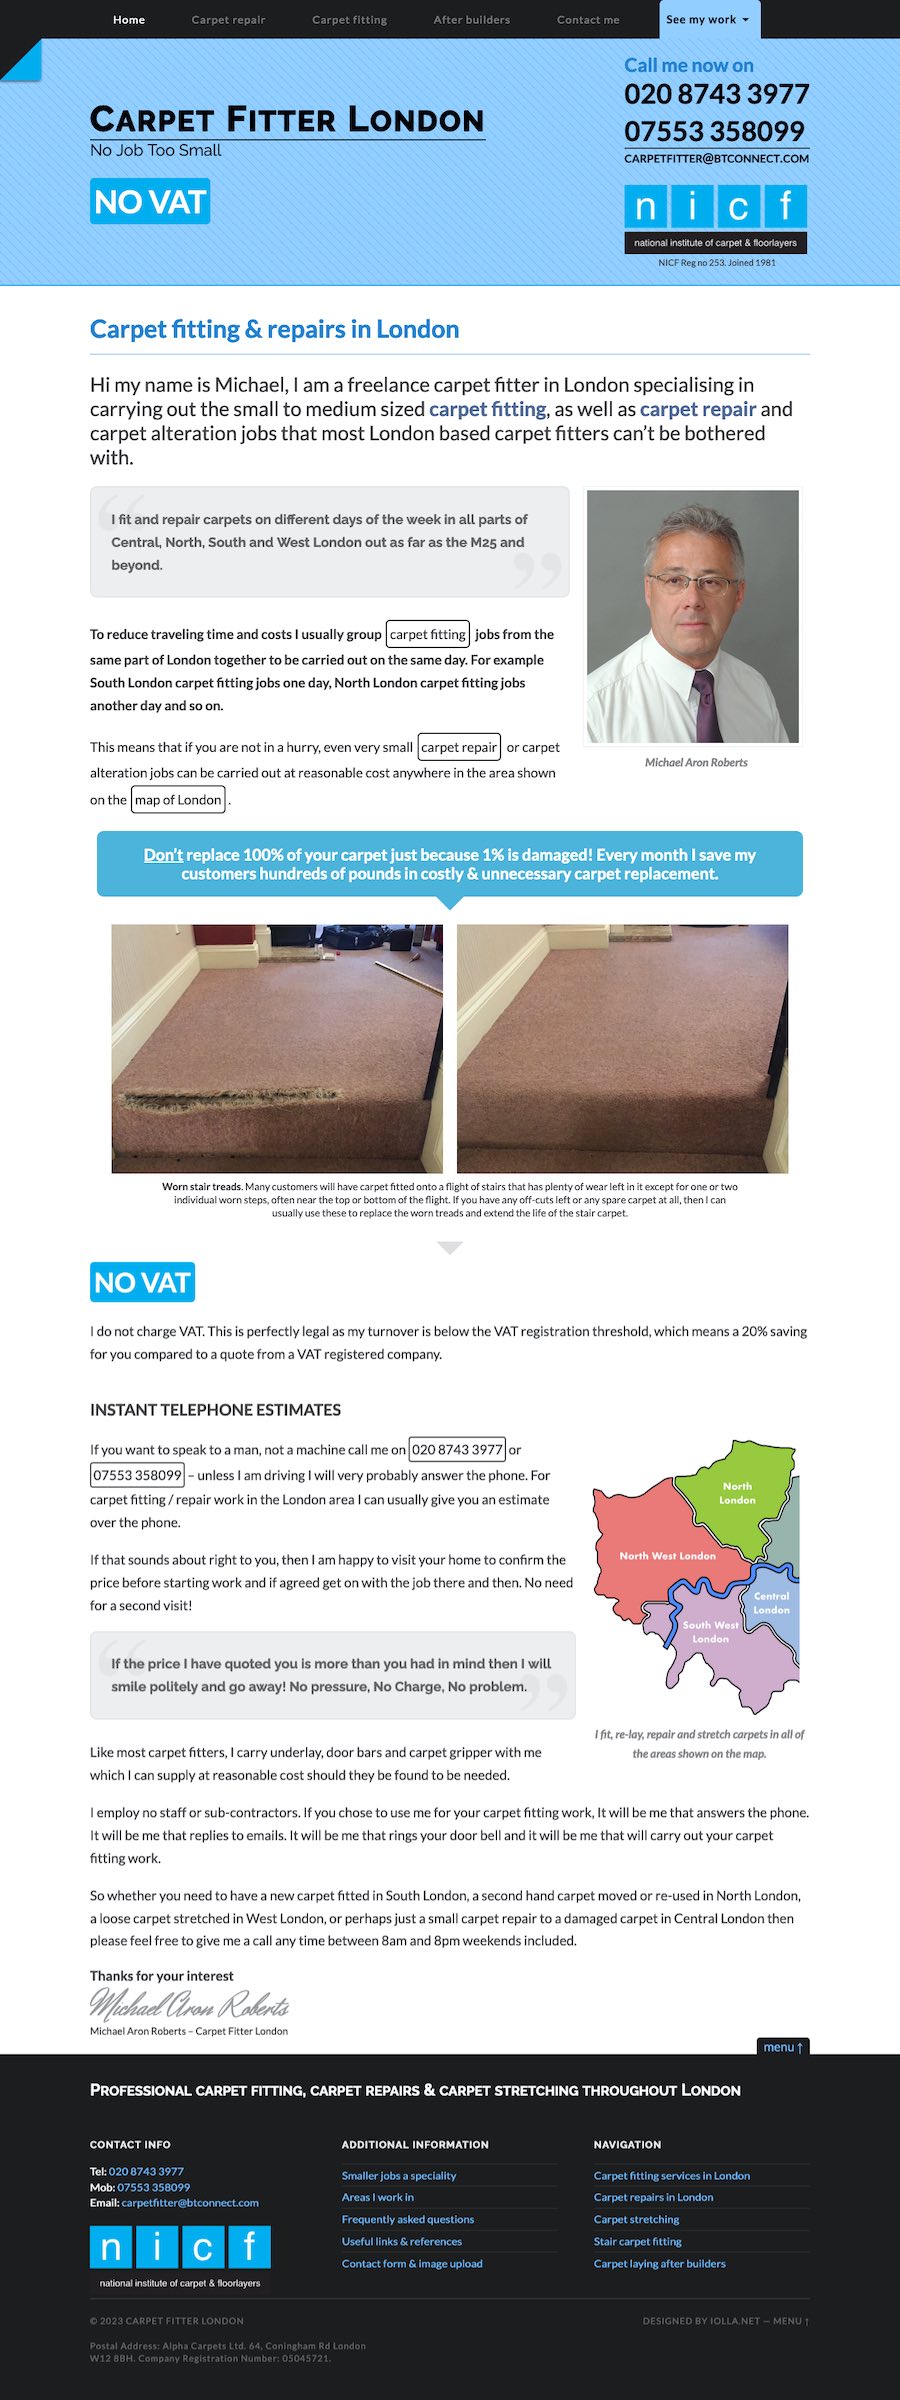 Home
Carpet repair
Carpet fitting
After builders
Contact me
See my work
Call me now on
020 8743 3977
07553 358099
CARPETFITTER@BTCONNECT.COM
Carpet Fitter London
No Job Too Small
NO VAT
n i c f
national institute of carpet & floorlayers
NICF Reg no 253. Joined 1981
Carpet fitting & repairs in London
Hi my name is Michael, I am a freelance carpet fitter in London specialising in
carrying out the small to medium sized carpet fitting, as well as carpet repair and
carpet alteration jobs that most London based carpet fitters can't be bothered
with.
I fit and repair carpets on different days of the week in all parts of
Central, North, South and West London out as far as the M25 and
beyond.
To reduce traveling time and costs I usually group carpet fitting jobs from the
same part of London together to be carried out on the same day. For example
South London carpet fitting jobs one day, North London carpet fitting jobs
another day and so on.
This means that if you are not in a hurry, even very small carpet repair or carpet
alteration jobs can be carried out at reasonable cost anywhere in the area shown
on the map of London .
Michael Aron Roberts
Don't replace 100% of your carpet just because 1% is damaged! Every month I save my
customers hundreds of pounds in costly & unnecessary carpet replacement.
Worn stair treads. Many customers will have carpet fitted onto a flight of stairs that has plenty of wear left in it except for one or two
individual worn steps, often near the top or bottom of the flight. If you have any off-cuts left or any spare carpet at all, then I can
usually use these to replace the worn treads and extend the life of the stair carpet.
NO VAT
I do not charge VAT. This is perfectly legal as my turnover is below the VAT registration threshold, which means a 20% saving
for you compared to a quote from a VAT registered company.
INSTANT TELEPHONE ESTIMATES
If you want to speak to a man, not a machine call me on 020 8743 3977 or
07553 358099 – unless I am driving I will very probably answer the phone. For
carpet fitting / repair work in the London area I can usually give you an estimate
over the phone.
If that sounds about right to you, then I am happy to visit your home to confirm the
price before starting work and if agreed get on with the job there and then. No need
for a second visit!
If the price I have quoted you is more than you had in mind then I will
smile politely and go away! No pressure, No Charge, No problem.
North
London
North West London
Central
London
South West
London
I fit, re-lay, repair and stretch carpets in all of
the areas shown on the map.
Like most carpet fitters, I carry underlay, door bars and carpet gripper with me
which I can supply at reasonable cost should they be found to be needed.
I employ no staff or sub-contractors. If you chose to use me for your carpet fitting work, It will be me that answers the phone.
It will be me that replies to emails. It will be me that rings your door bell and it will be me that will carry out your carpet
fitting work.
So whether you need to have a new carpet fitted in South London, a second hand carpet moved or re-used in North London,
a loose carpet stretched in West London, or perhaps just a small carpet repair to a damaged carpet in Central London then
please feel free to give me a call any time between 8am and 8pm weekends included.
Thanks for your interest
Michael Aron Roberts
Michael Aron Roberts – Carpet Fitter London
menu ↑
Professional carpet fitting, carpet repairs & carpet stretching throughout London
CONTACT INFO
Tel: 020 8743 3977
Mob: 07553 358099
Email: carpetfitter@btconnect.com
n i c f
national institute of carpet & floorlayers
ADDITIONAL INFORMATION
Smaller jobs a speciality
Areas I work in
Frequently asked questions
Useful links & references
Contact form & image upload
NAVIGATION
Carpet fitting services in London
Carpet repairs in London
Carpet stretching
Stair carpet fitting
Carpet laying after builders
© 2023 CARPET FITTER LONDON
DESIGNED BY IOLLA.NET — MENU ↑
Postal Address: Alpha Carpets Ltd. 64, Coningham Rd London
W12 8BH. Company Registration Number: 05045721.